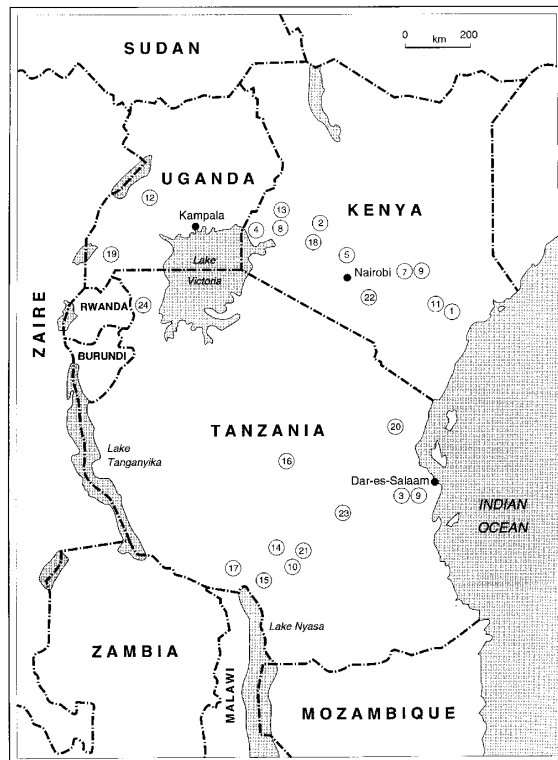 SUDAN
0 200
km
UGANDA
12
Kampala
13
4 8
2
18
KENYA
5
Nairobi
7 9
19
Lake
Victoria
22
11 1
ZAIRE
RWANDA
24
BURUNDI
Lake
Tanganyika
TANZANIA
20
16
Dar-es-Salaam
3 9
23
INDIAN
OCEAN
14 21
10
17
15
Lake Nyasa
ZAMBIA
MALAWI
MOZAMBIQUE